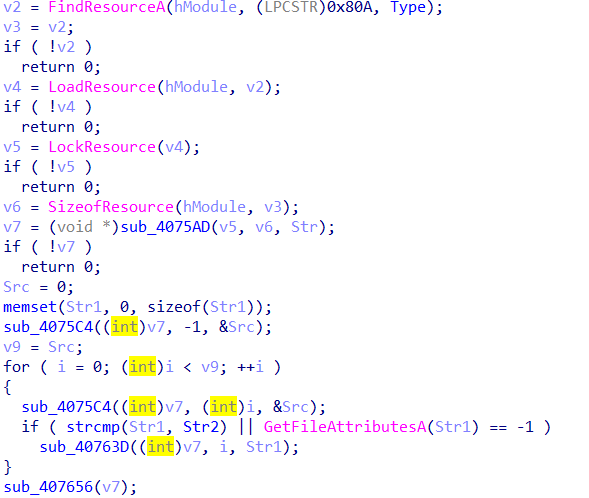 v2 = FindResourceA(hModule, (LPCSTR)0x80A, Type);
v3 = v2;
if ( !v2 )
return 0;
v4 = LoadResource(hModule, v2);
if ( !v4 )
return 0;
v5 = LockResource(v4);
if ( !v5 )
return 0;
v6 = SizeofResource(hModule, v3);
v7 = (void *)sub_4075AD(v5, v6, Str);
if ( !v7 )
return 0;
Src = 0;
memset(Str1, 0, sizeof(Str1));
sub_4075C4((int)v7, -1, &Src);
v9 = Src;
for ( i = 0; (int)i < v9; ++i )
{
sub_4075C4((int)v7, (int)i, &Src);
if ( strcmp(Str1, Str2) || GetFileAttributesA(Str1) == -1 )
sub_40763D((int)v7, i, Str1);
}
sub_407656(v7);